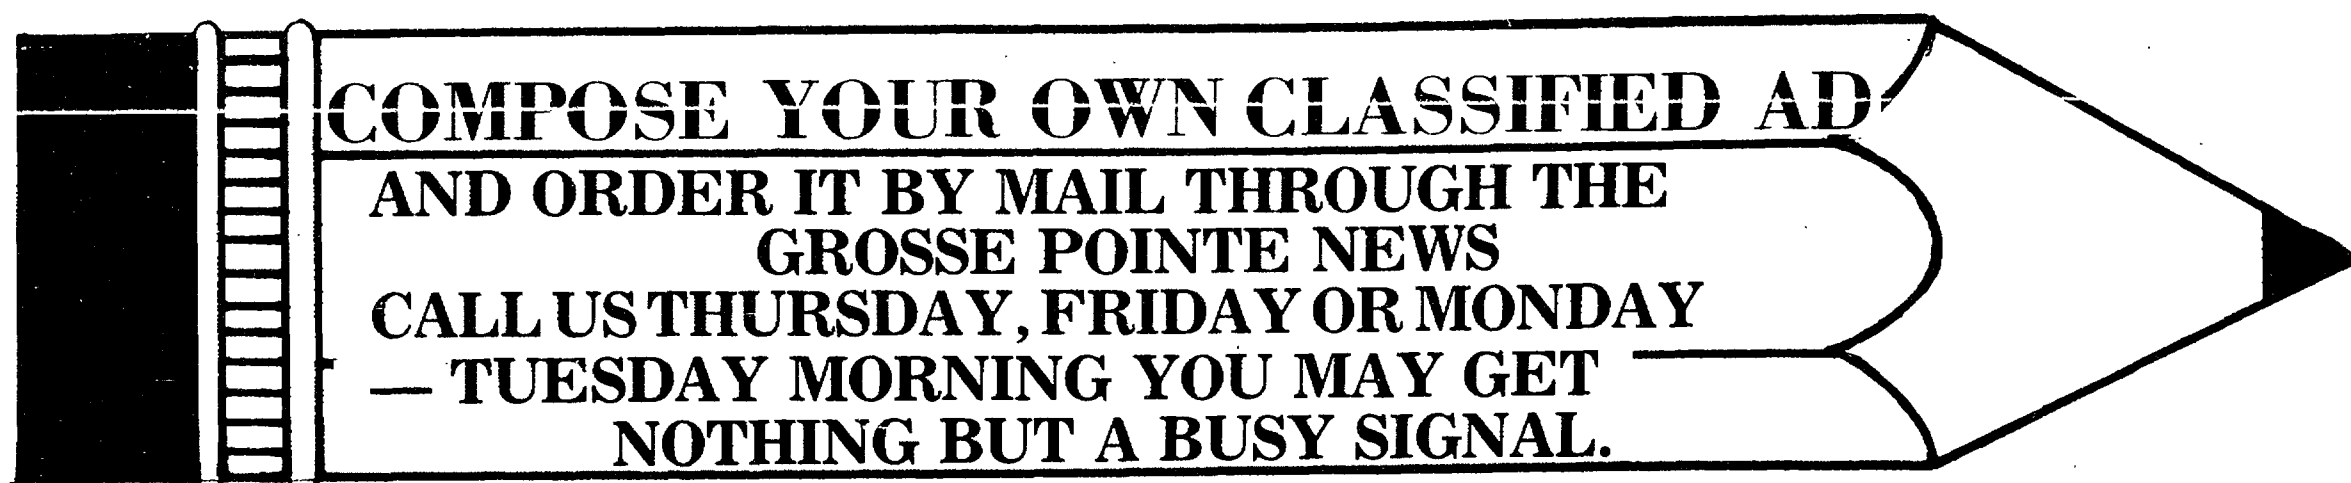 COMPOSE YOUR OWN CLASSIFIED AD
AND ORDER IT BY MAIL THROUGH THE
GROSSE POINTE NEWS
CALL US THURSDAY, FRIDAY OR MONDAY
— TUESDAY MORNING YOU MAY GET
NOTHING BUT A BUSY SIGNAL.